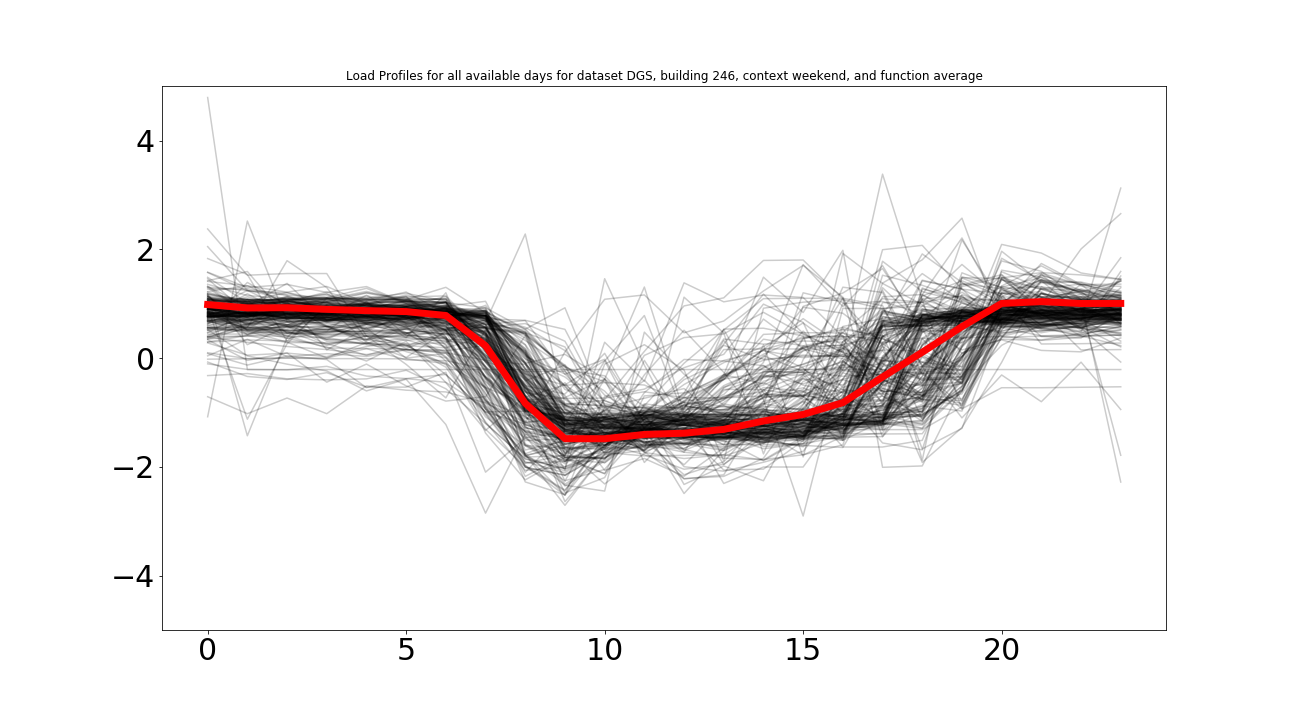 Load Profiles for all available days for dataset DGS, building 246, context weekend, and function average
4
2
0
−2
−4
0 5 10 15 20